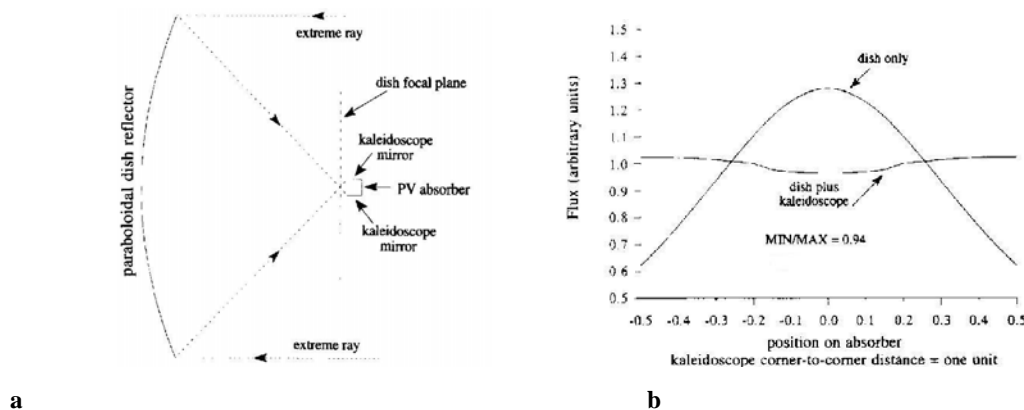 extreme ray
dish focal plane
paraboloidal dish reflector
kaleidoscope
mirror
PV absorber
kaleidoscope
mirror
extreme ray
a
1.5
1.4
1.3
1.2
1.1
1.0
0.9
0.8
0.7
0.6
0.5
Flux (arbitrary units)
dish only
dish plus
kaleidoscope
MIN/MAX = 0.94
-0.5 -0.3 -0.2 -0.1 0.0 0.1 0.2 0.3 0.5
position on absorber
kaleidoscope corner-to-corner distance = one unit
b